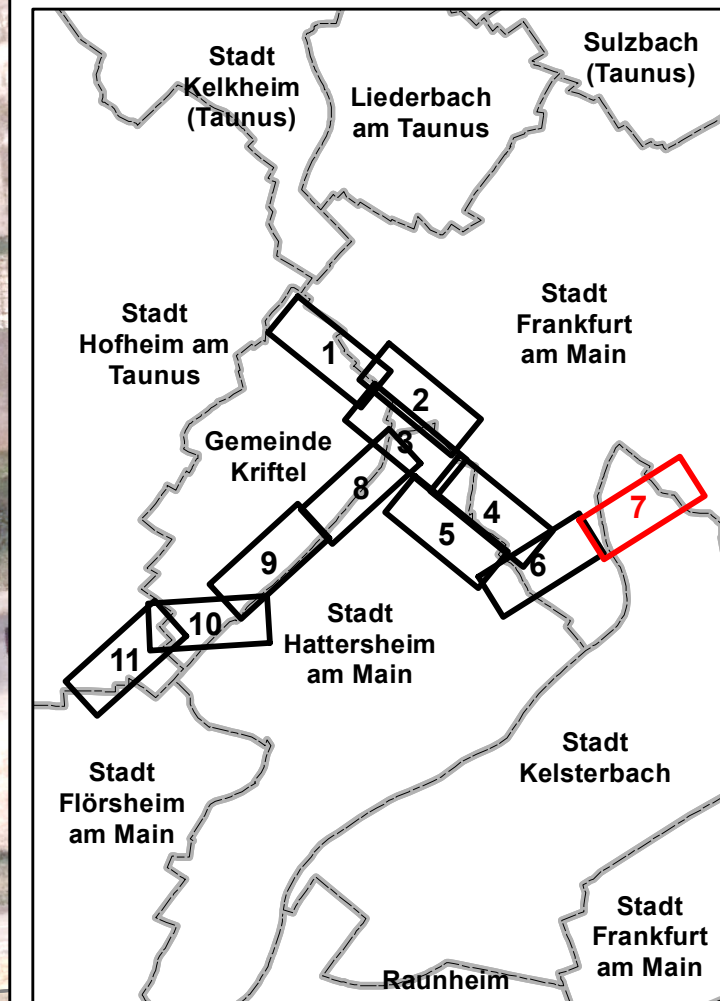 Stadt
Kelkheim
(Taunus)
Liederbach
am Taunus
Sulzbach
(Taunus)
Stadt
Hofheim am
Taunus
Stadt
Frankfurt
am Main
1
2
3
Gemeinde
Kriftel
8
4
7
5
9
6
Stadt
Hattersheim
am Main
10
11
Stadt
Kelsterbach
Stadt
Flörsheim
am Main
Stadt
Frankfurt
am Main
Raunheim